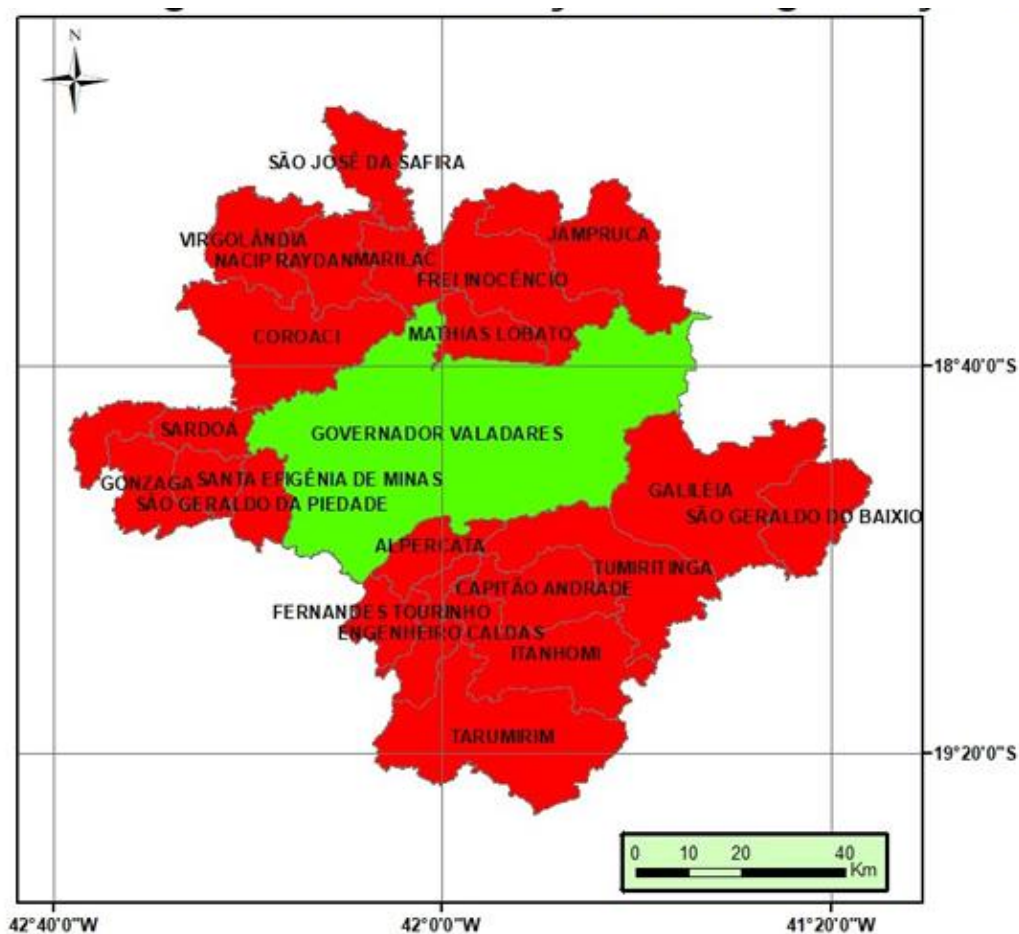 N
SÃO JOSÉ DA SAFIRA
JAMPRUCA
VIRGOLÂNDIA
NACIP RAYDAN
MARILAC
FREI INOCÊNCIO
COROACI
MATHIAS LOBATO
18°40'0"S
GOVERNADOR VALADARES
SARDOÁ
GONZAGA
SANTA EFIGÊNIA DE MINAS
SÃO GERALDO DA PIEDADE
GALILÉIA
SÃO GERALDO DO BAIXIO
ALPERCATA
TUMIRITINGA
CAPITÃO ANDRADE
FERNANDES TOURINHO
ENGENHEIRO CALDAS
ITANHOMI
TARUMIRIM
19°20'0"S
0 10 20 40
Km
42°40'0"W 42°0'0"W 41°20'0"W